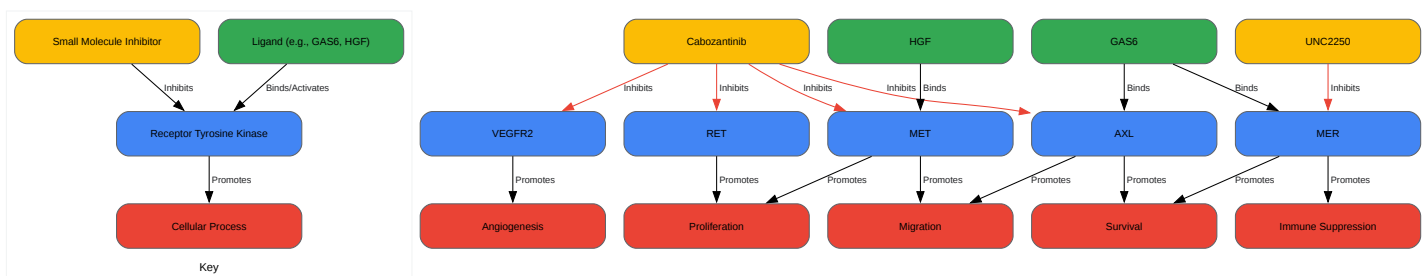 Small Molecule Inhibitor
Ligand (e.g., GAS6, HGF)
Inhibits
Binds/Activates
Receptor Tyrosine Kinase
Promotes
Cellular Process
Key
Cabozantinib
HGF
GAS6
UNC2250
Inhibits
Inhibits
Inhibits
Inhibits
Binds
Binds
Binds
Inhibits
VEGFR2
RET
MET
AXL
MER
Promotes
Promotes
Promotes
Promotes
Promotes
Promotes
Promotes
Promotes
Angiogenesis
Proliferation
Migration
Survival
Immune Suppression